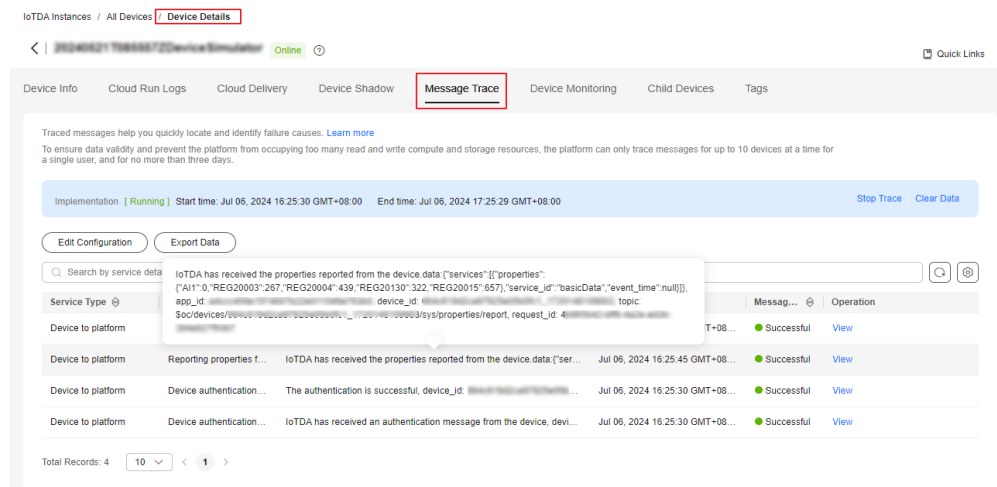 IoTDA Instances / All Devices / Device Details
Online
Quick Links
Device Info Cloud Run Logs Cloud Delivery Device Shadow Message Trace Device Monitoring Child Devices Tags
Traced messages help you quickly locate and identify failure causes. Learn more
To ensure data validity and prevent the platform from occupying too many read and write compute and storage resources, the platform can only trace messages for up to 10 devices at a time for
a single user, and for no more than three days.
Implementation [ Running ] Start time: Jul 06, 2024 16:25:30 GMT+08:00 End time: Jul 06, 2024 17:25:29 GMT+08:00 Stop Trace Clear Data
Edit Configuration Export Data
Search by service deta
IoTDA has received the properties reported from the device.data:{"services":[{"properties":
{"AI1":0,"REG20003":267,"REG20004":439,"REG20130":322,"REG20015":657},"service_id":"basicData","event_time":null}]},
app_id: device_id: topic:
$oc/devices/ /sys/properties/report, request_id:
Service Type Messag... Operation
Device to platform T+08... Successful View
Device to platform Reporting properties f... IoTDA has received the properties reported from the device.data:{"ser... Jul 06, 2024 16:25:45 GMT+08... Successful View
Device to platform Device authentication... The authentication is successful, device_id: ... Jul 06, 2024 16:25:30 GMT+08... Successful View
Device to platform Device authentication... IoTDA has received an authentication message from the device, devi... Jul 06, 2024 16:25:30 GMT+08... Successful View
Total Records: 4 10 < 1 >